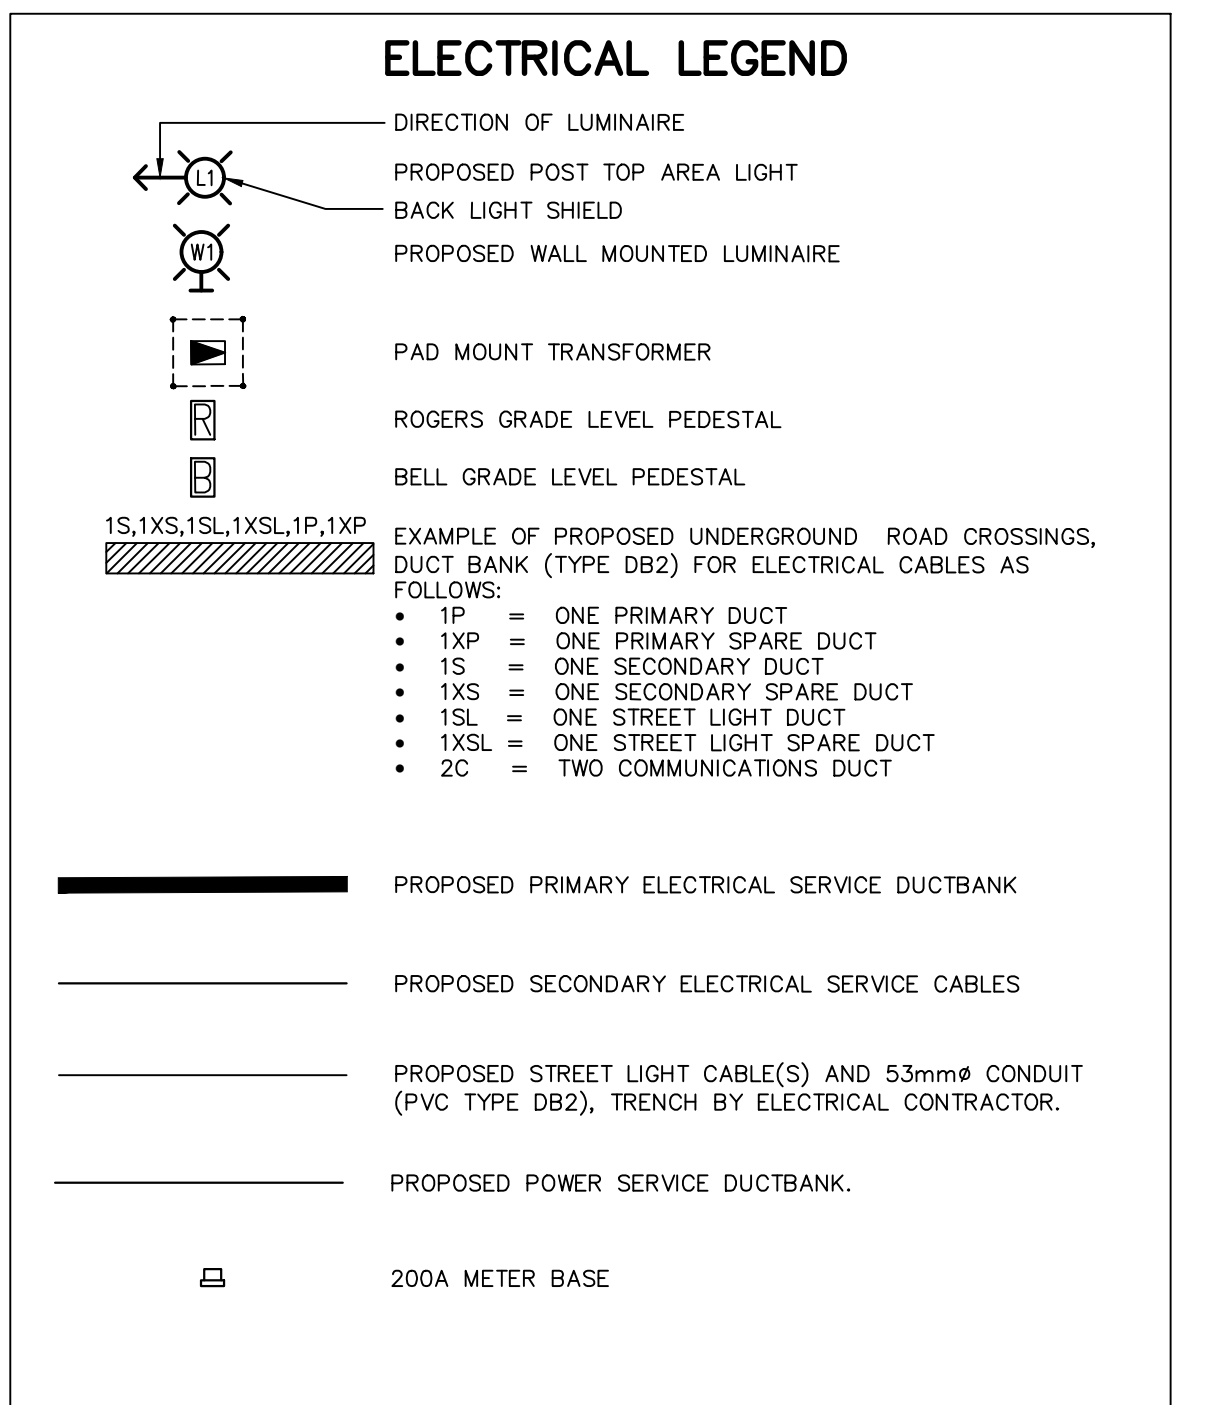 ELECTRICAL LEGEND
DIRECTION OF LUMINAIRE
L1
PROPOSED POST TOP AREA LIGHT
BACK LIGHT SHIELD
W1
PROPOSED WALL MOUNTED LUMINAIRE
PAD MOUNT TRANSFORMER
R
ROGERS GRADE LEVEL PEDESTAL
B
BELL GRADE LEVEL PEDESTAL
1S,1XS,1SL,1XSL,1P,1XP
EXAMPLE OF PROPOSED UNDERGROUND ROAD CROSSINGS,
DUCT BANK (TYPE DB2) FOR ELECTRICAL CABLES AS
FOLLOWS:
• 1P = ONE PRIMARY DUCT
• 1XP = ONE PRIMARY SPARE DUCT
• 1S = ONE SECONDARY DUCT
• 1XS = ONE SECONDARY SPARE DUCT
• 1SL = ONE STREET LIGHT DUCT
• 1XSL = ONE STREET LIGHT SPARE DUCT
• 2C = TWO COMMUNICATIONS DUCT
PROPOSED PRIMARY ELECTRICAL SERVICE DUCTBANK
PROPOSED SECONDARY ELECTRICAL SERVICE CABLES
PROPOSED STREET LIGHT CABLE(S) AND 53mmø CONDUIT
(PVC TYPE DB2), TRENCH BY ELECTRICAL CONTRACTOR.
PROPOSED POWER SERVICE DUCTBANK.
200A METER BASE